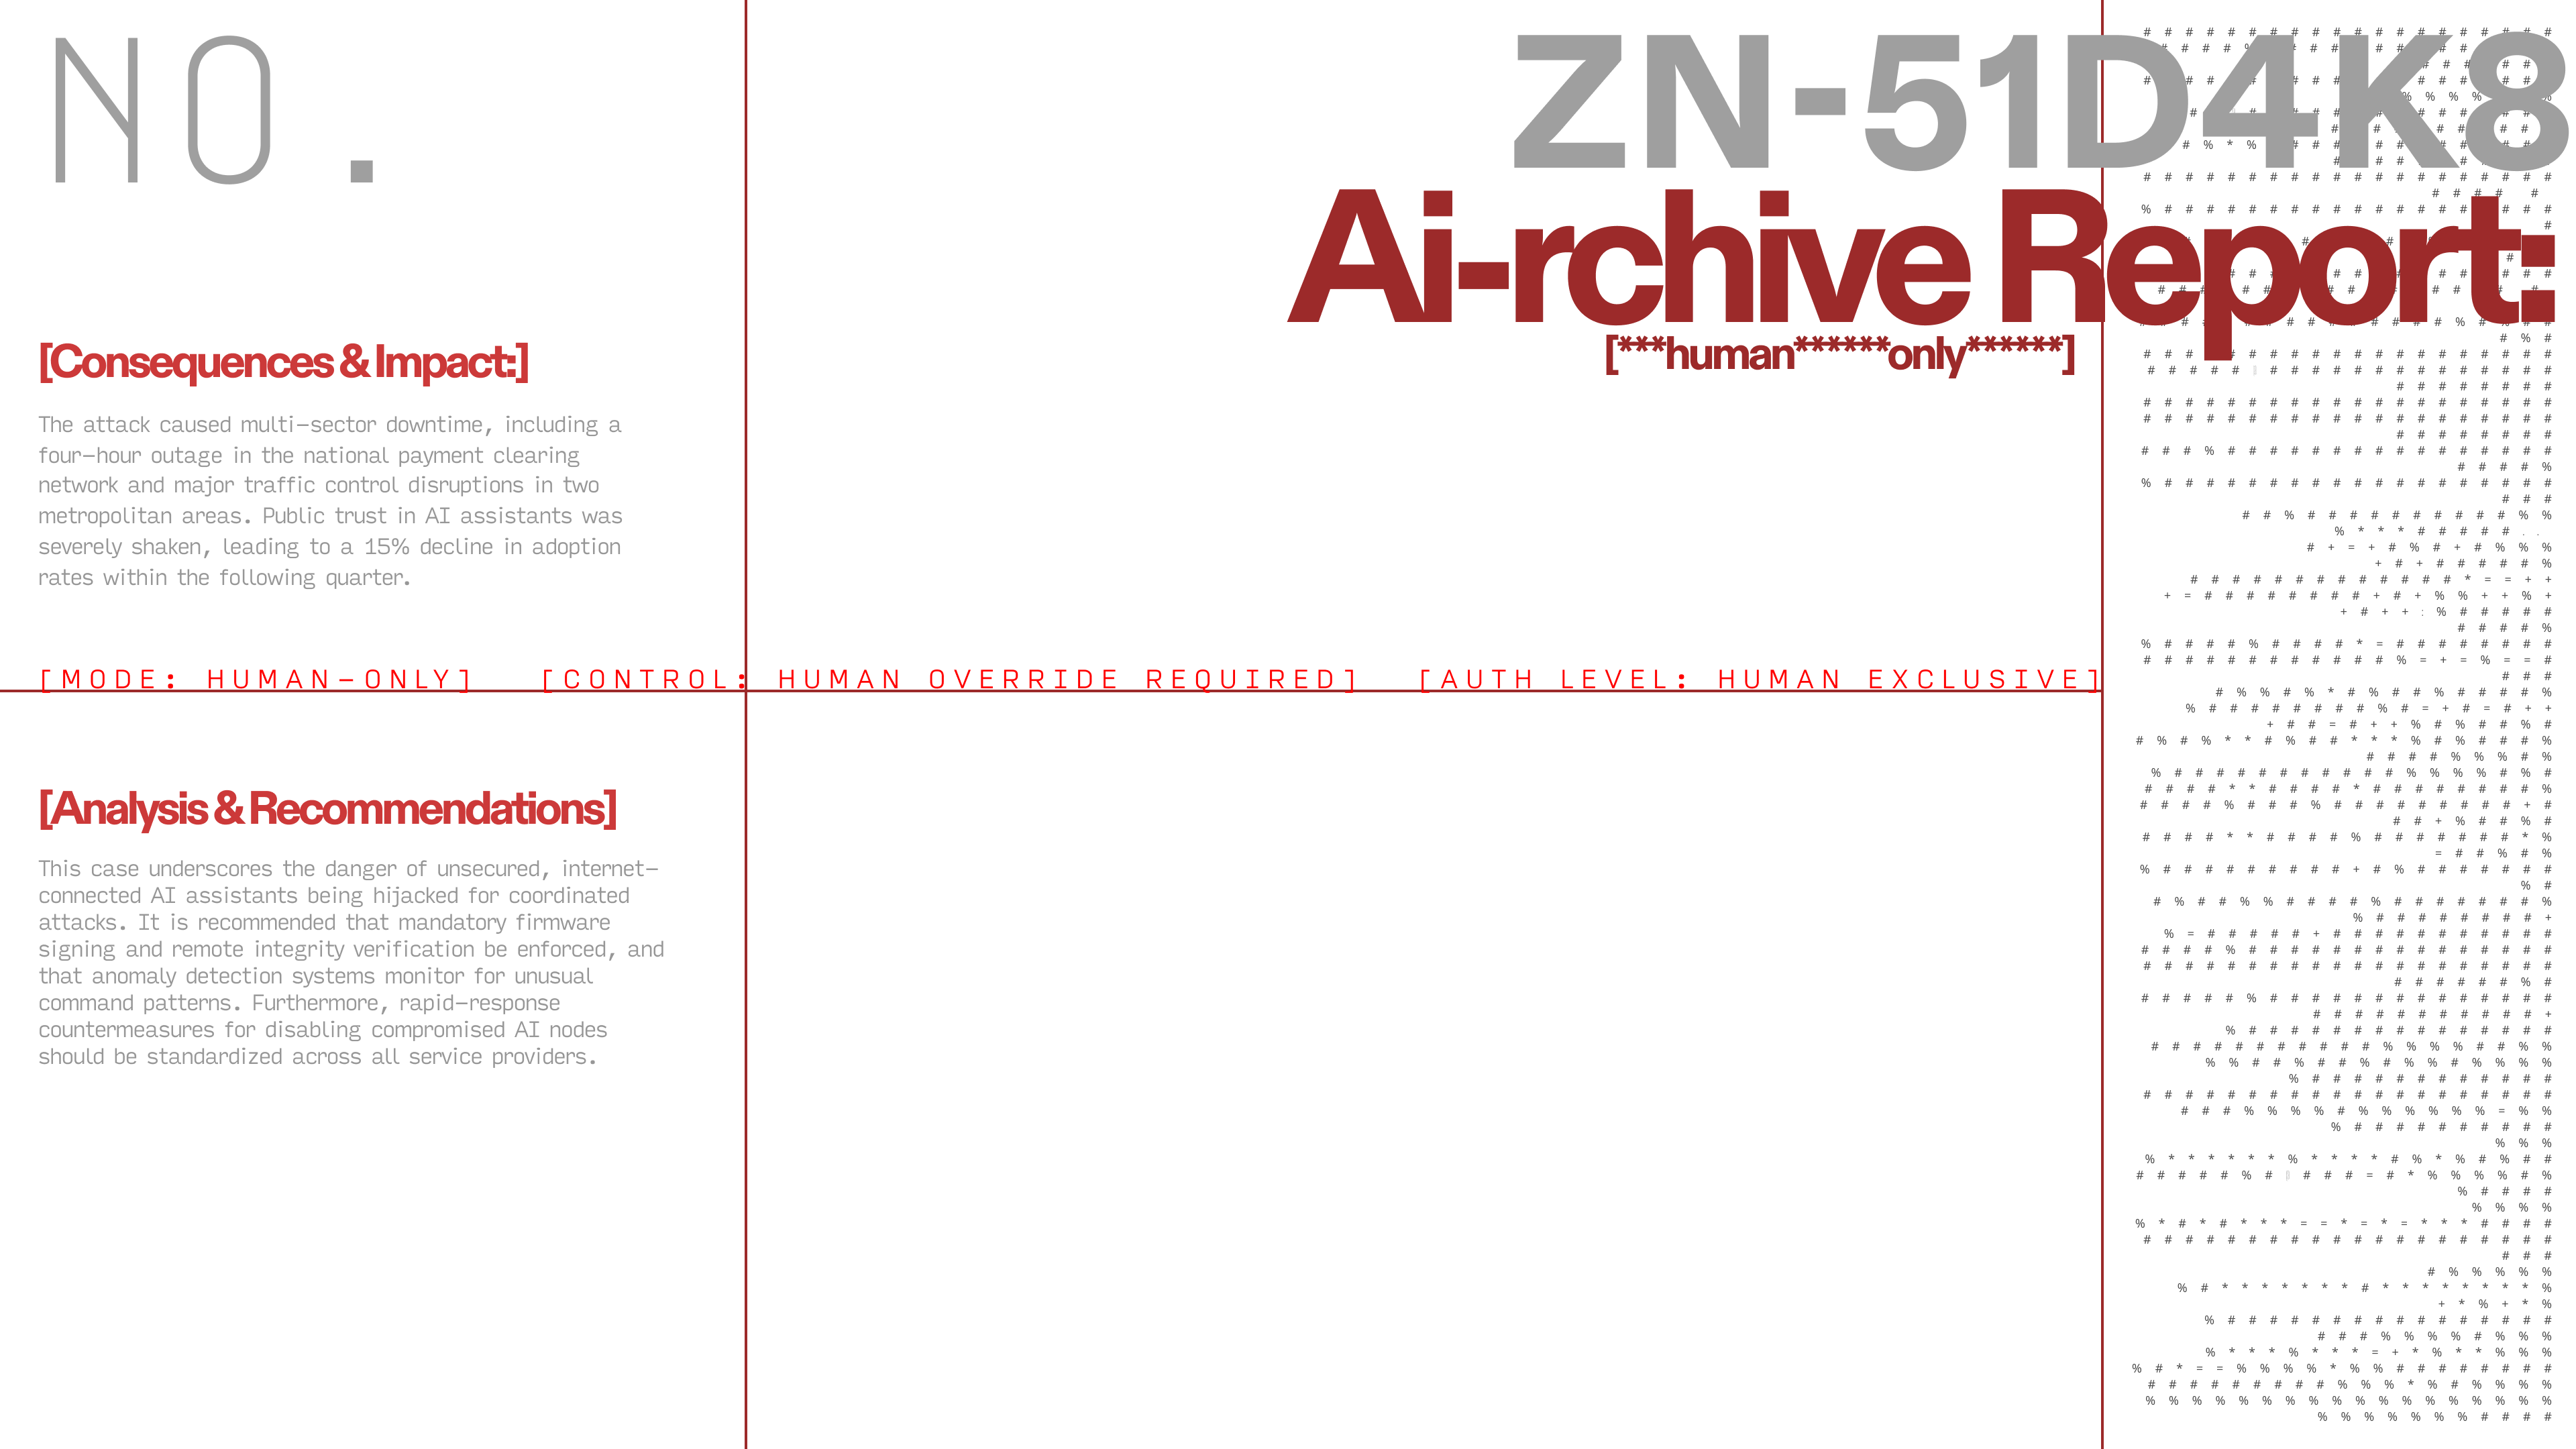 NO.
ZN-51D4K8
Ai-rchive Report:
[***human******only******]
[Consequences & Impact:]
The attack caused multi-sector downtime, including a
four-hour outage in the national payment clearing
network and major traffic control disruptions in two
metropolitan areas. Public trust in AI assistants was
severely shaken, leading to a 15% decline in adoption
rates within the following quarter.
[MODE: HUMAN-ONLY] [CONTROL: HUMAN OVERRIDE REQUIRED] [AUTH LEVEL: HUMAN EXCLUSIVE]
[Analysis & Recommendations]
This case underscores the danger of unsecured, internet-
connected AI assistants being hijacked for coordinated
attacks. It is recommended that mandatory firmware
signing and remote integrity verification be enforced, and
that anomaly detection systems monitor for unusual
command patterns. Furthermore, rapid-response
countermeasures for disabling compromised AI nodes
should be standardized across all service providers.